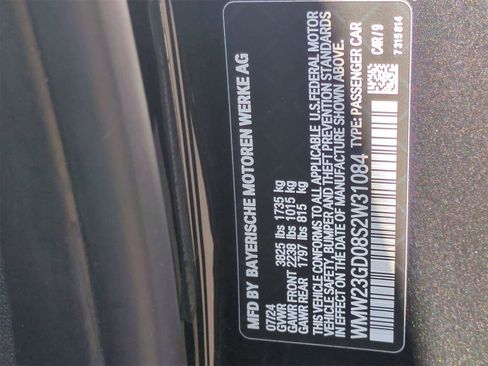 MFD BY BAYERISCHE MOTOREN WERKE AG
07/24
GVWR 3825 lbs 1735 kg
GAWR FRONT 2238 lbs 1015 kg
GAWR REAR 1797 lbs 815 kg
THIS VEHICLE CONFORMS TO ALL APPLICABLE U.S.FEDERAL MOTOR
VEHICLE SAFETY, BUMPER AND THEFT PREVENTION STANDARDS
IN EFFECT ON THE DATE OF MANUFACTURE SHOWN ABOVE.
WMW23GD08S2W31084 TYPE: PASSENGER CAR
C4R/9
7315814